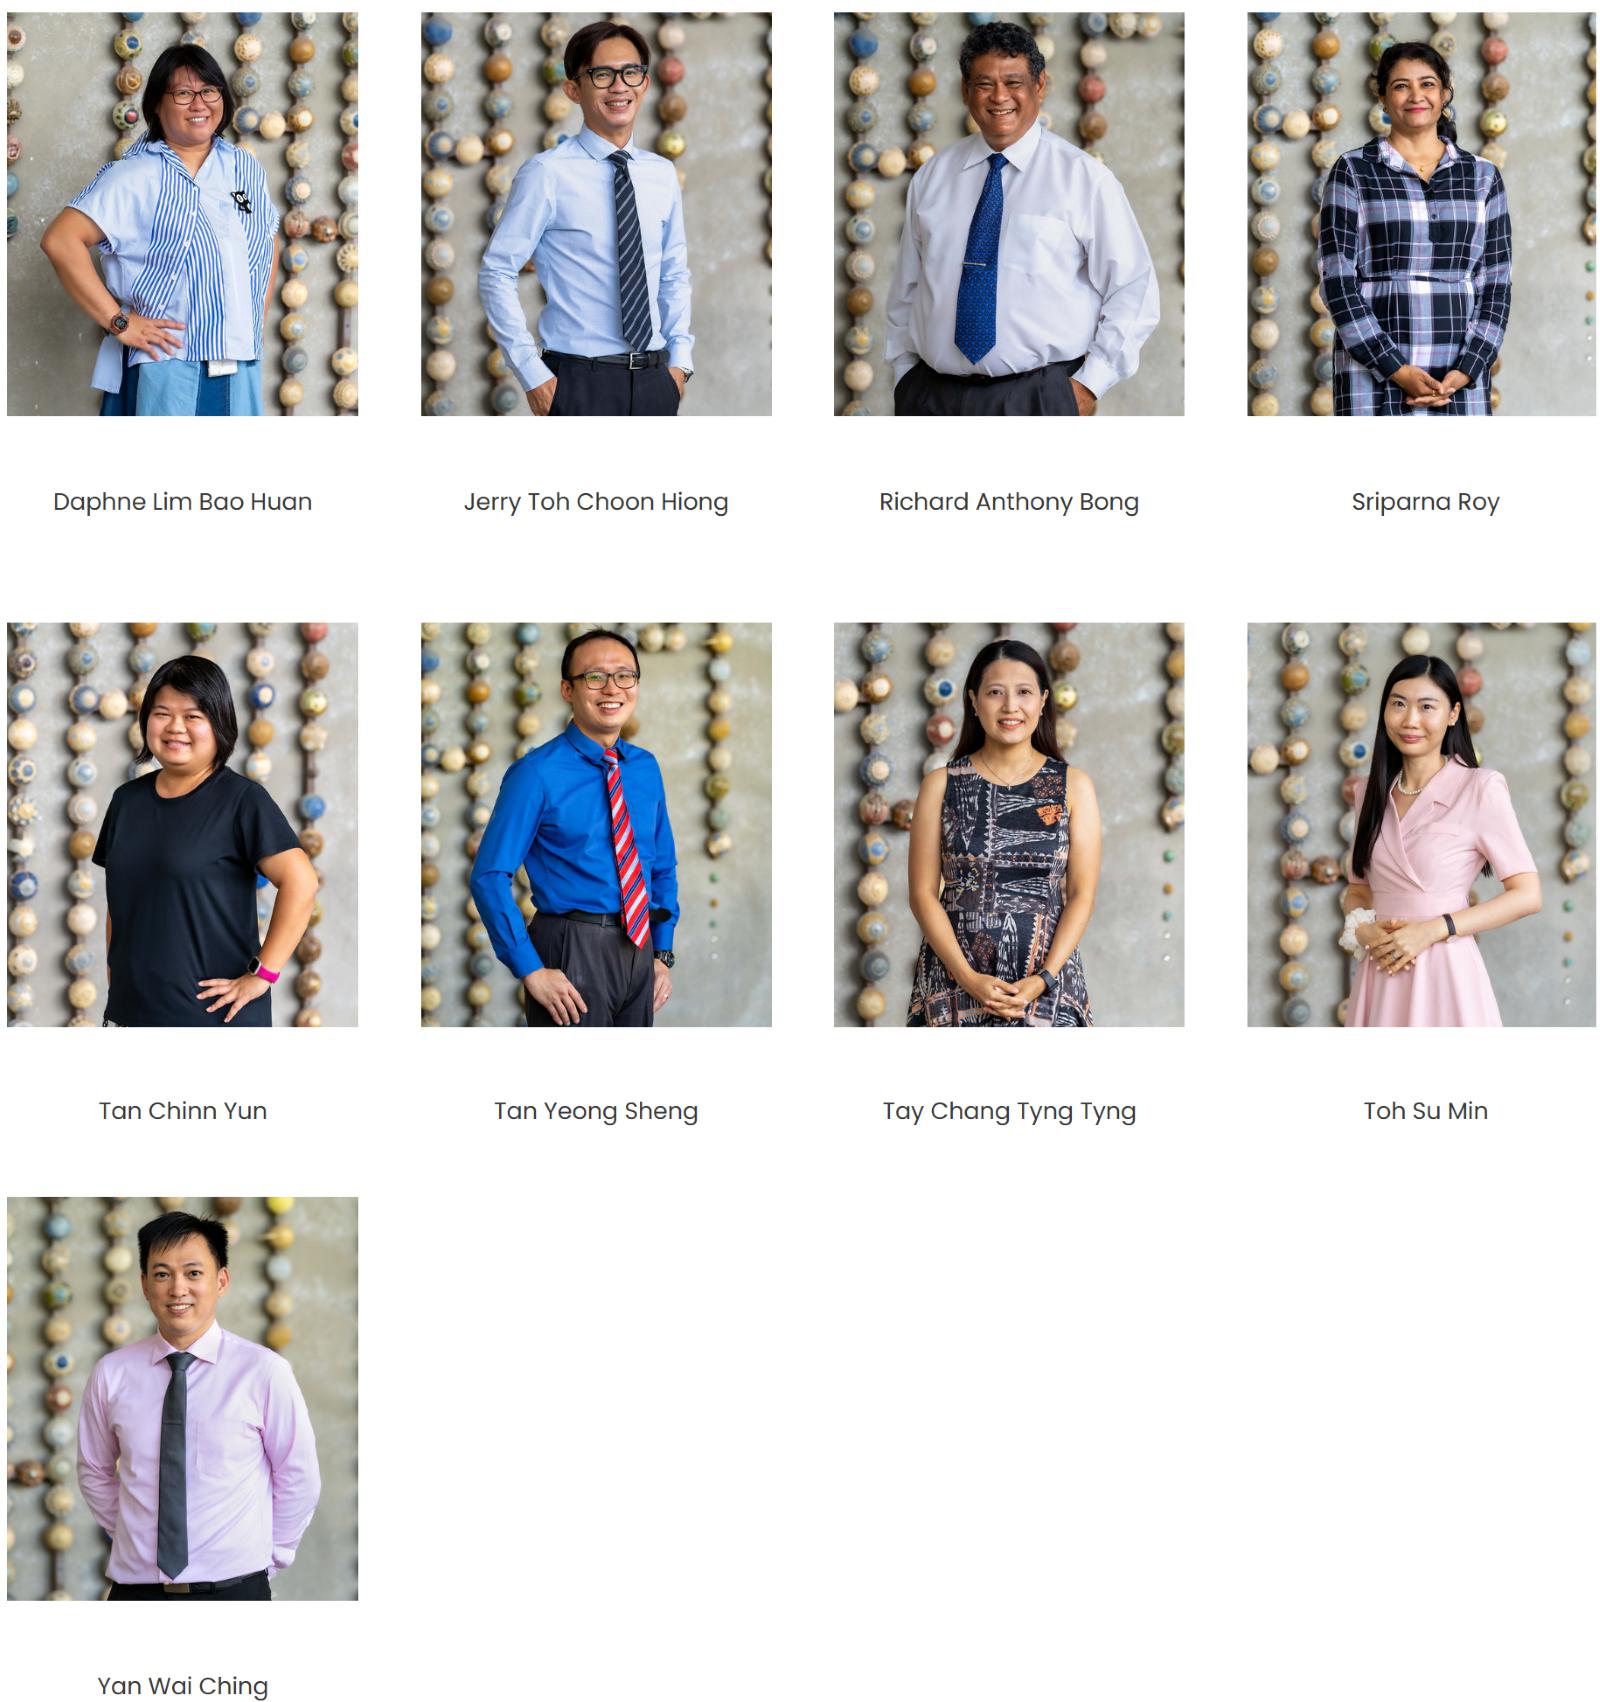 Daphne Lim Bao Huan
Jerry Toh Choon Hiong
Richard Anthony Bong
Sriparna Roy
Tan Chinn Yun
Tan Yeong Sheng
Tay Chang Tyng Tyng
Toh Su Min
Yan Wai Ching